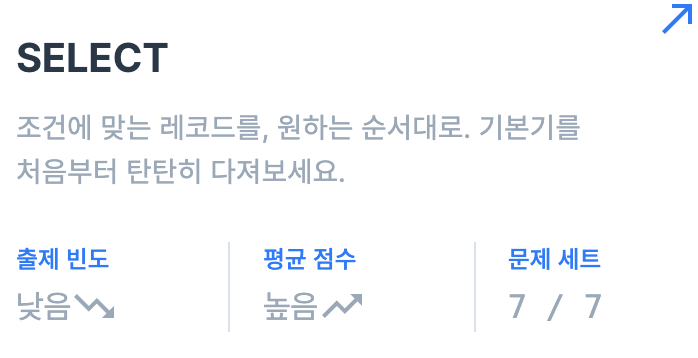 SELECT
조건에 맞는 레코드를, 원하는 순서대로. 기본기를
처음부터 탄탄히 다져보세요.
출제 빈도
낮음
평균 점수
높음
문제 세트
7 / 7